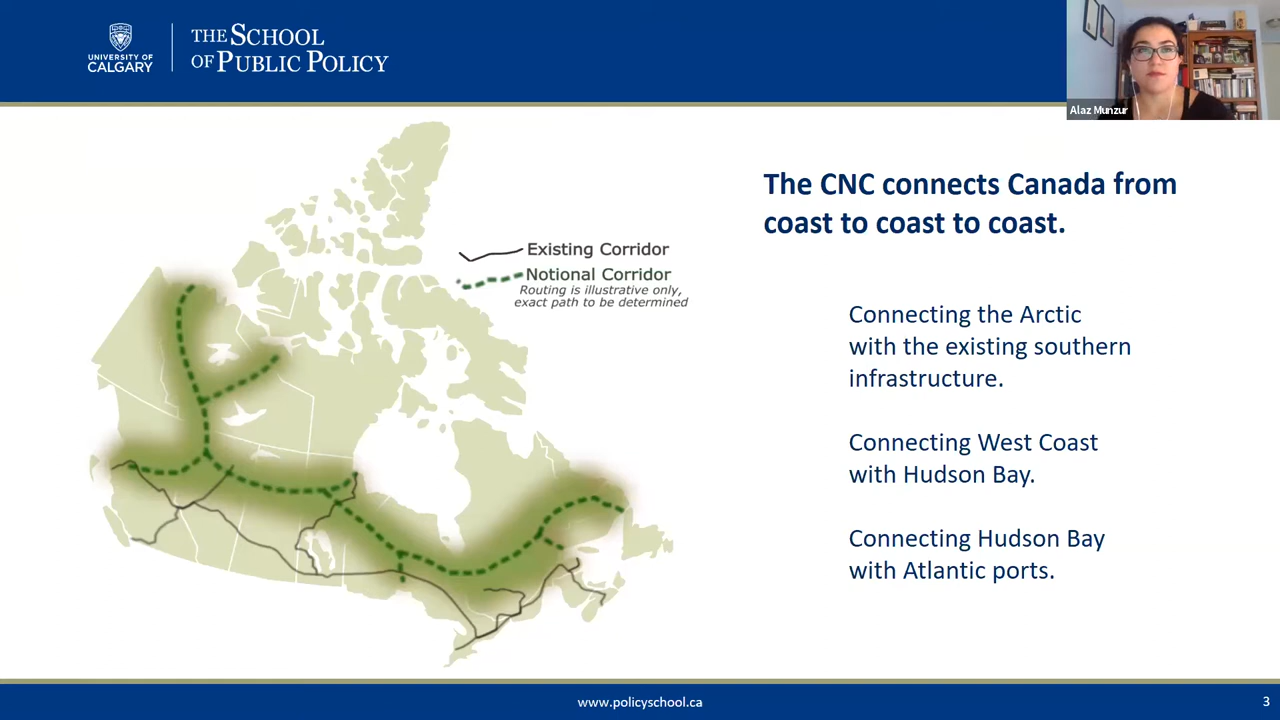 UNIVERSITY OF
CALGARY
THE SCHOOL
OF PUBLIC POLICY
Alaz Munzur
The CNC connects Canada from
coast to coast to coast.
Existing Corridor
Notional Corridor
Routing is illustrative only,
exact path to be determined
Connecting the Arctic
with the existing southern
infrastructure.
Connecting West Coast
with Hudson Bay.
Connecting Hudson Bay
with Atlantic ports.
www.policyschool.ca
3